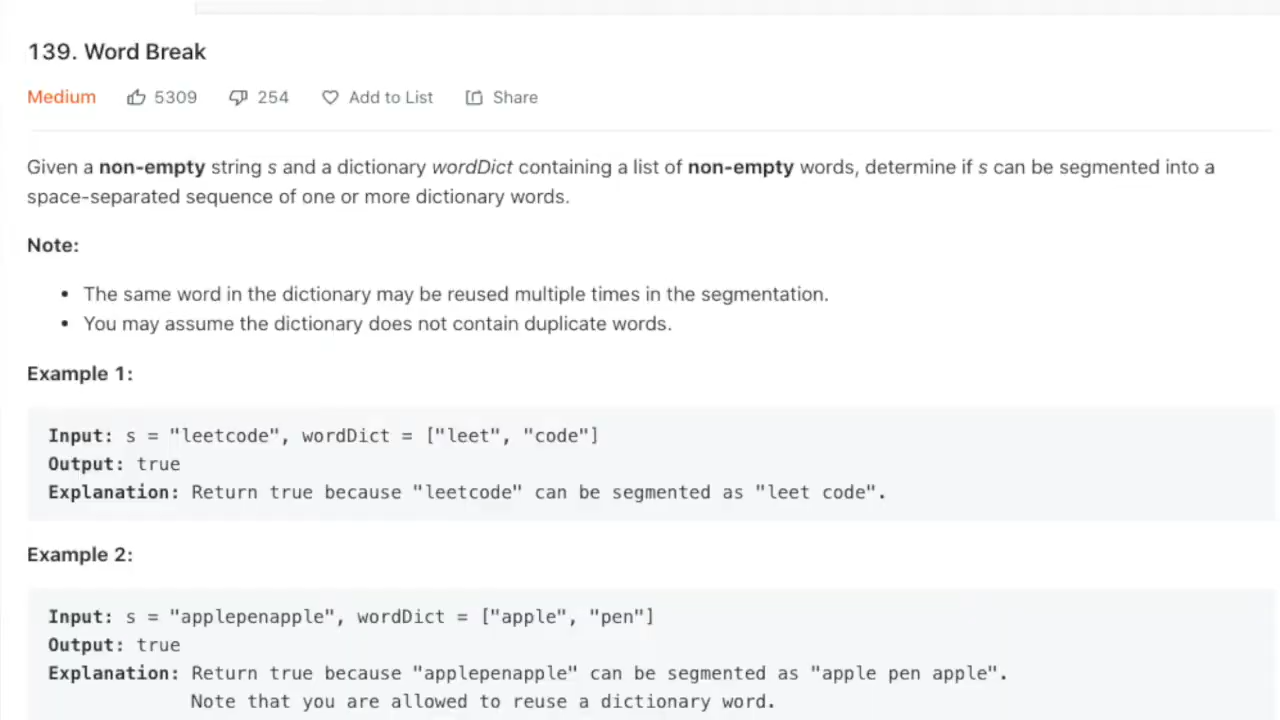 139. Word Break
Medium 5309 254 Add to List Share
Given a non-empty string s and a dictionary wordDict containing a list of non-empty words, determine if s can be segmented into a
space-separated sequence of one or more dictionary words.
Note:
• The same word in the dictionary may be reused multiple times in the segmentation.
• You may assume the dictionary does not contain duplicate words.
Example 1:
Input: s = "leetcode", wordDict = ["leet", "code"]
Output: true
Explanation: Return true because "leetcode" can be segmented as "leet code".
Example 2:
Input: s = "applepenapple", wordDict = ["apple", "pen"]
Output: true
Explanation: Return true because "applepenapple" can be segmented as "apple pen apple".
Note that you are allowed to reuse a dictionary word.